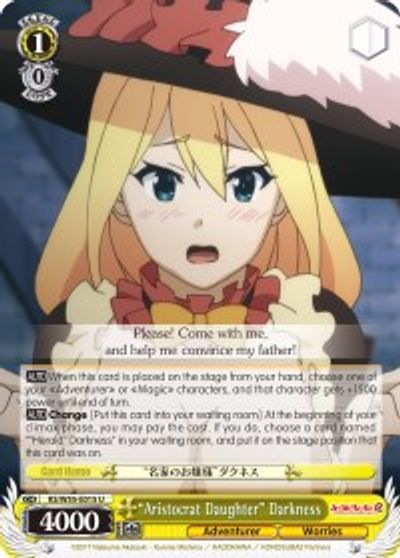 1
0
Please! Come with me,
and help me convince my father!
AUTO When this card is placed on the stage from your hand, choose one of
your «Adventurer» or «Magic» characters, and that character gets +1500
power until end of turn.
AUTO Change [Put this card into your waiting room] At the beginning of your
climax phase, you may pay the cost. If you do, choose a card named
"“Herald” Darkness" in your waiting room, and put it on the stage position
that this card was on.
Card Name
"名家のお嬢様" ダクネス
"Aristocrat Daughter" Darkness
4000
Adventurer
Worries